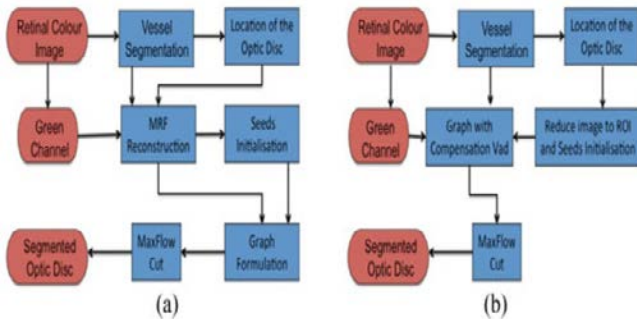 Retinal Colour
Image
Vessel
Segmentation
Location of the
Optic Disc
Green
Channel
MRF
Reconstruction
Seeds
Initialisation
Segmented
Optic Disc
MaxFlow
Cut
Graph
Formulation
(a)
Retinal Colour
Image
Vessel
Segmentation
Location of the
Optic Disc
Green
Channel
Graph with
Compensation Vad
Reduce image to ROI
and Seeds Initialisation
Segmented
Optic Disc
MaxFlow
Cut
(b)